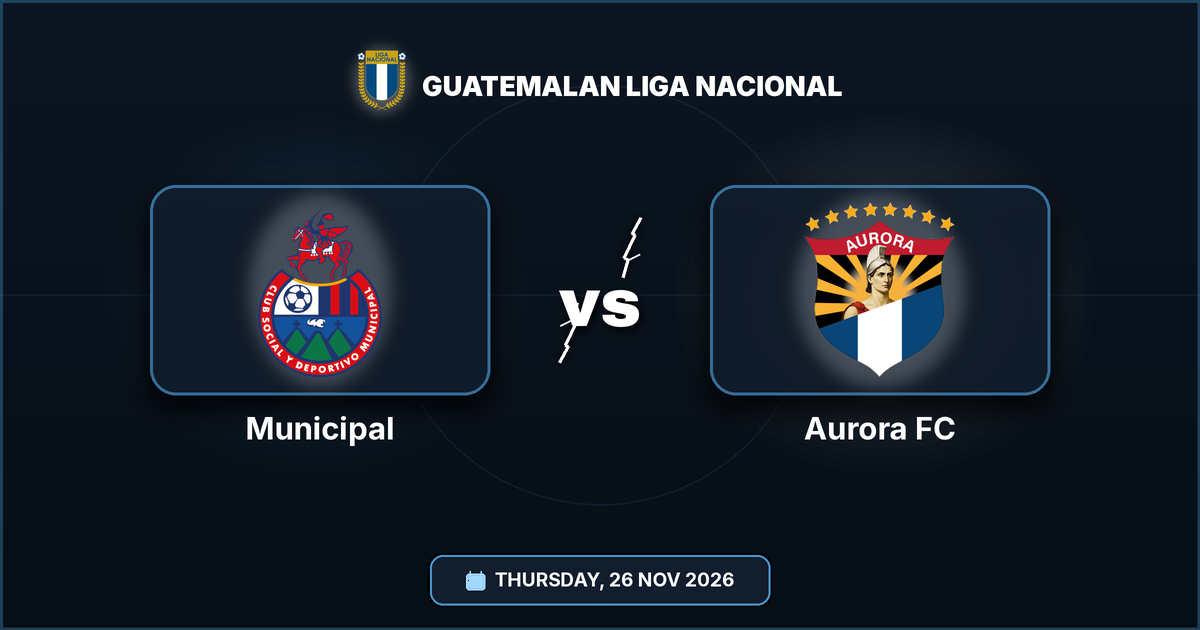 LIGA
NACIONAL
GUATEMALAN LIGA NACIONAL
CLUB SOCIAL Y DEPORTIVO MUNICIPAL
VS
AURORA
Municipal
Aurora FC
THURSDAY, 26 NOV 2026